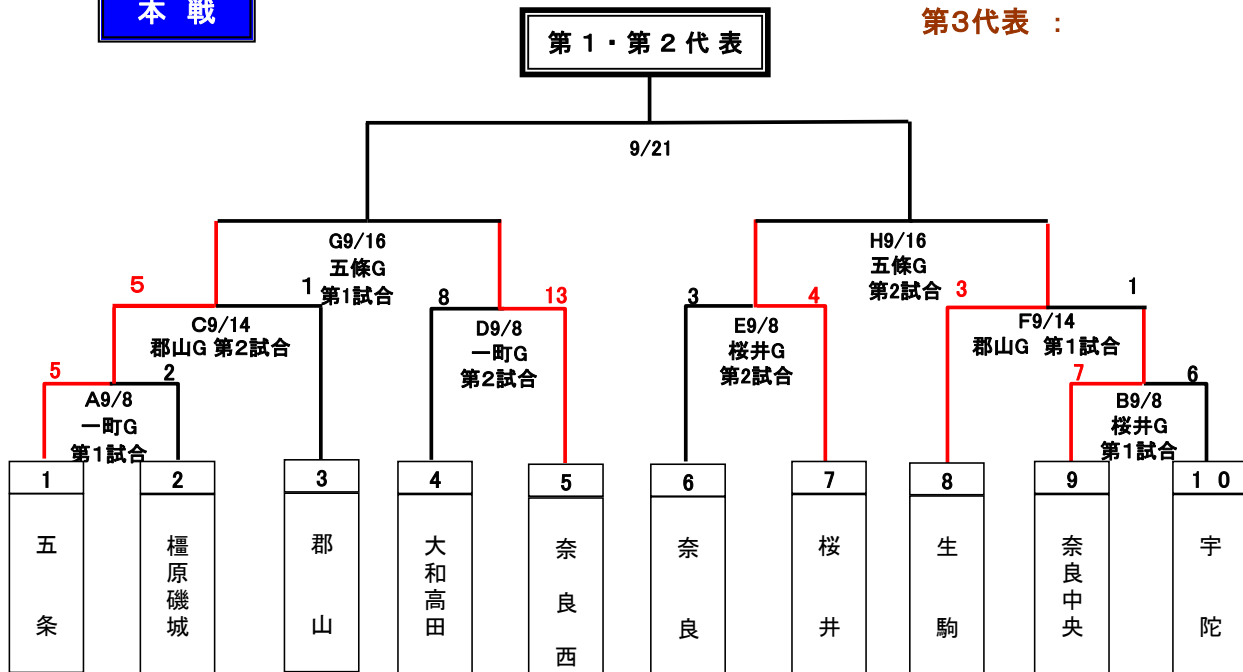 本 戦
第1・第2代表
第3代表 :
9/21
G9/16
五條G
第1試合
H9/16
五條G
第2試合
5
1
C9/14
郡山G 第2試合
8
13
D9/8
一町G
第2試合
3
4
E9/8
桜井G
第2試合
3
1
F9/14
郡山G 第1試合
5
2
A9/8
一町G
第1試合
7
6
B9/8
桜井G
第1試合
1
2
3
4
5
6
7
8
9
10
五条
橿原磯城
郡山
大和高田
奈良西
奈良
桜井
生駒
奈良中央
宇陀